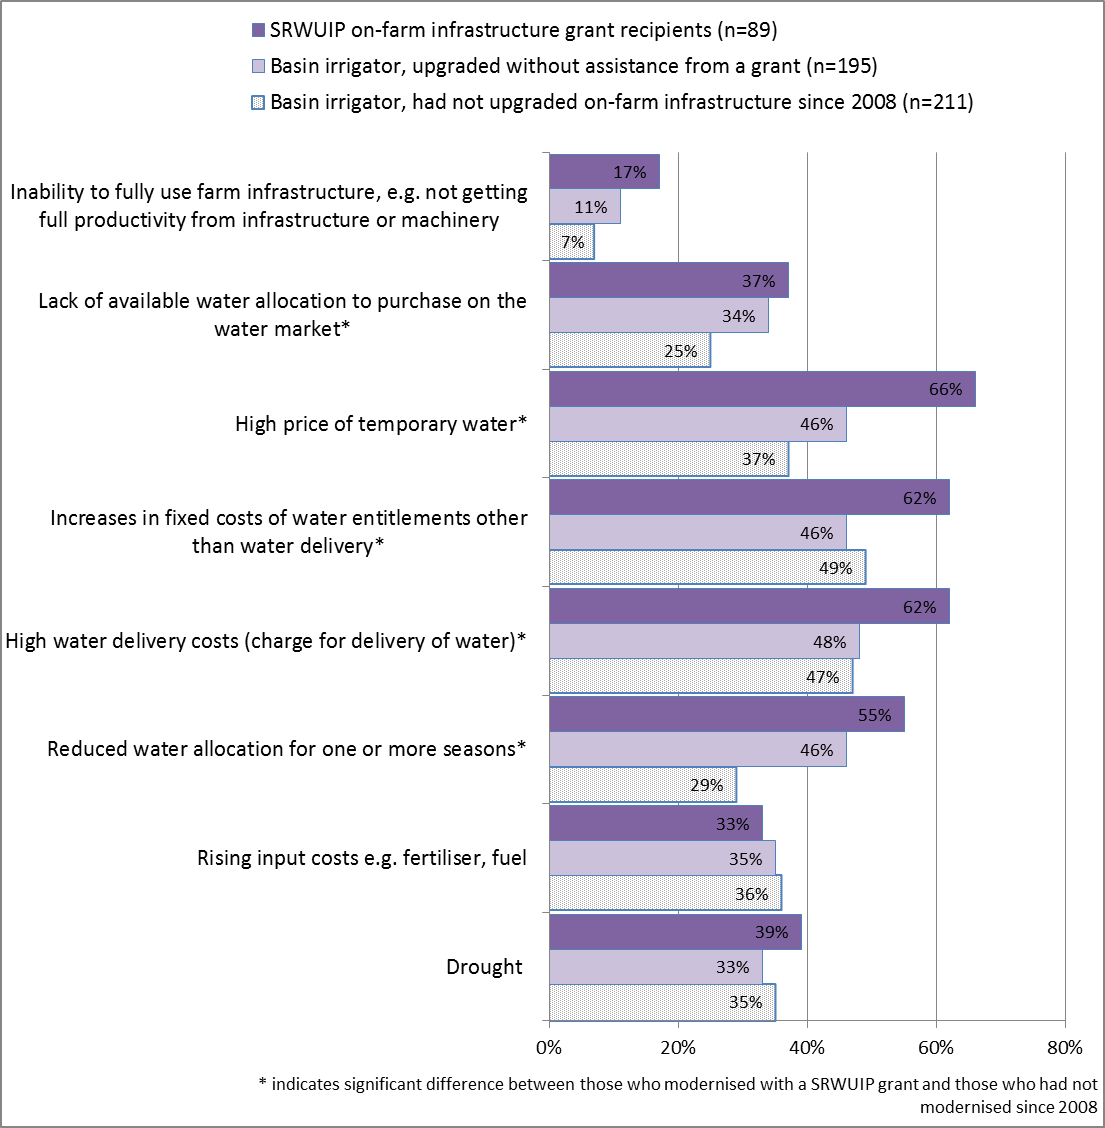 SRWUIP on-farm infrastructure grant recipients (n=89)
Basin irrigator, upgraded without assistance from a grant (n=195)
Basin irrigator, had not upgraded on-farm infrastructure since 2008 (n=211)
Inability to fully use farm infrastructure, e.g. not getting
full productivity from infrastructure or machinery
17%
11%
7%
Lack of available water allocation to purchase on the
water market*
37%
34%
25%
High price of temporary water*
66%
46%
37%
Increases in fixed costs of water entitlements other
than water delivery*
62%
46%
49%
High water delivery costs (charge for delivery of water)*
62%
48%
47%
Reduced water allocation for one or more seasons*
55%
46%
29%
Rising input costs e.g. fertiliser, fuel
33%
35%
36%
Drought
39%
33%
35%
0% 20% 40% 60% 80%
* indicates significant difference between those who modernised with a SRWUIP grant and those who had not
modernised since 2008